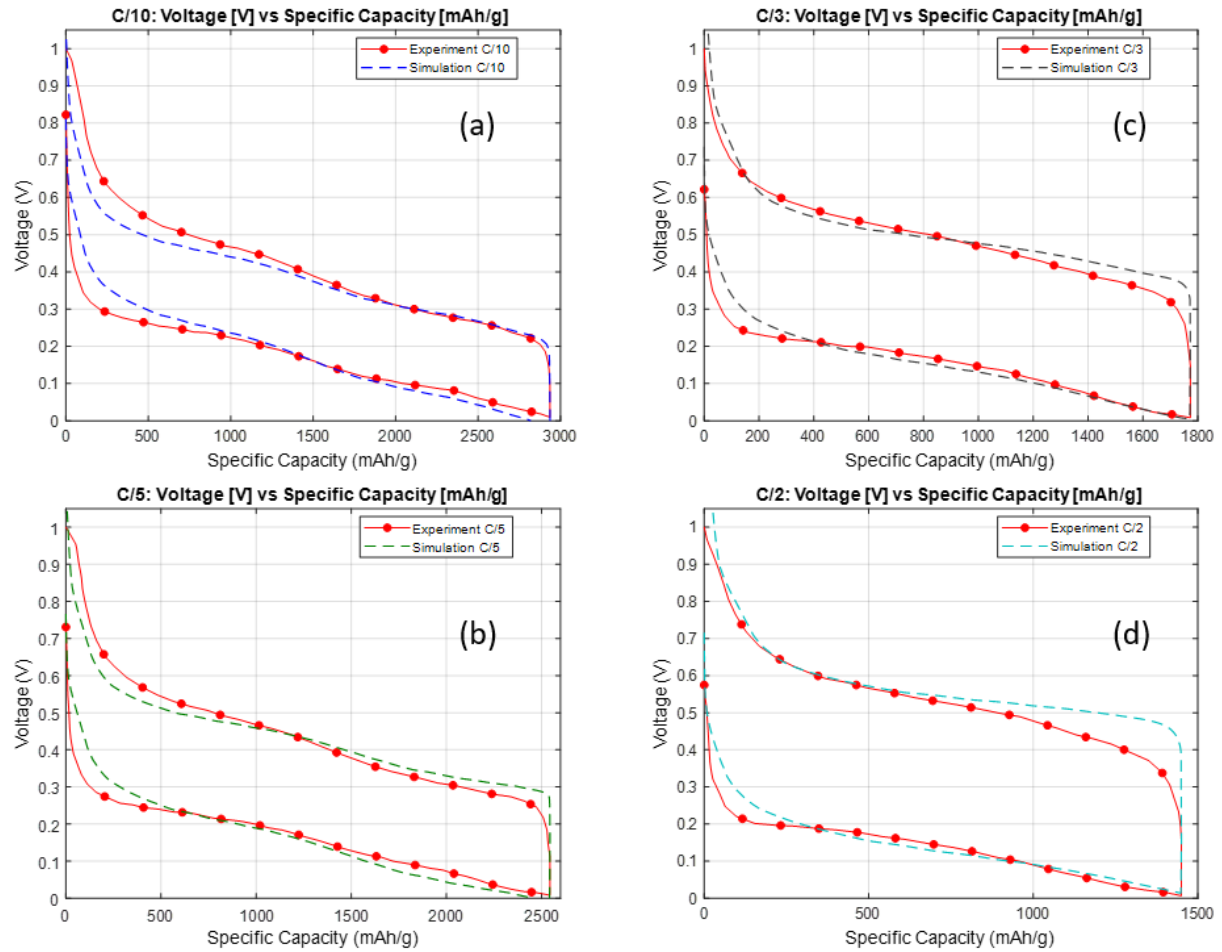 C/10: Voltage [V] vs Specific Capacity [mAh/g]
Experiment C/10
Simulation C/10
(a)
Voltage (V)
1
0.9
0.8
0.7
0.6
0.5
0.4
0.3
0.2
0.1
0
0 500 1000 1500 2000 2500 3000
Specific Capacity (mAh/g)
C/3: Voltage [V] vs Specific Capacity [mAh/g]
Experiment C/3
Simulation C/3
(c)
Voltage (V)
1
0.9
0.8
0.7
0.6
0.5
0.4
0.3
0.2
0.1
0
0 200 400 600 800 1000 1200 1400 1600 1800
Specific Capacity (mAh/g)
C/5: Voltage [V] vs Specific Capacity [mAh/g]
Experiment C/5
Simulation C/5
(b)
Voltage (V)
1
0.9
0.8
0.7
0.6
0.5
0.4
0.3
0.2
0.1
0
0 500 1000 1500 2000 2500
Specific Capacity (mAh/g)
C/2: Voltage [V] vs Specific Capacity [mAh/g]
Experiment C/2
Simulation C/2
(d)
Voltage (V)
1
0.9
0.8
0.7
0.6
0.5
0.4
0.3
0.2
0.1
0
0 500 1000 1500
Specific Capacity (mAh/g)